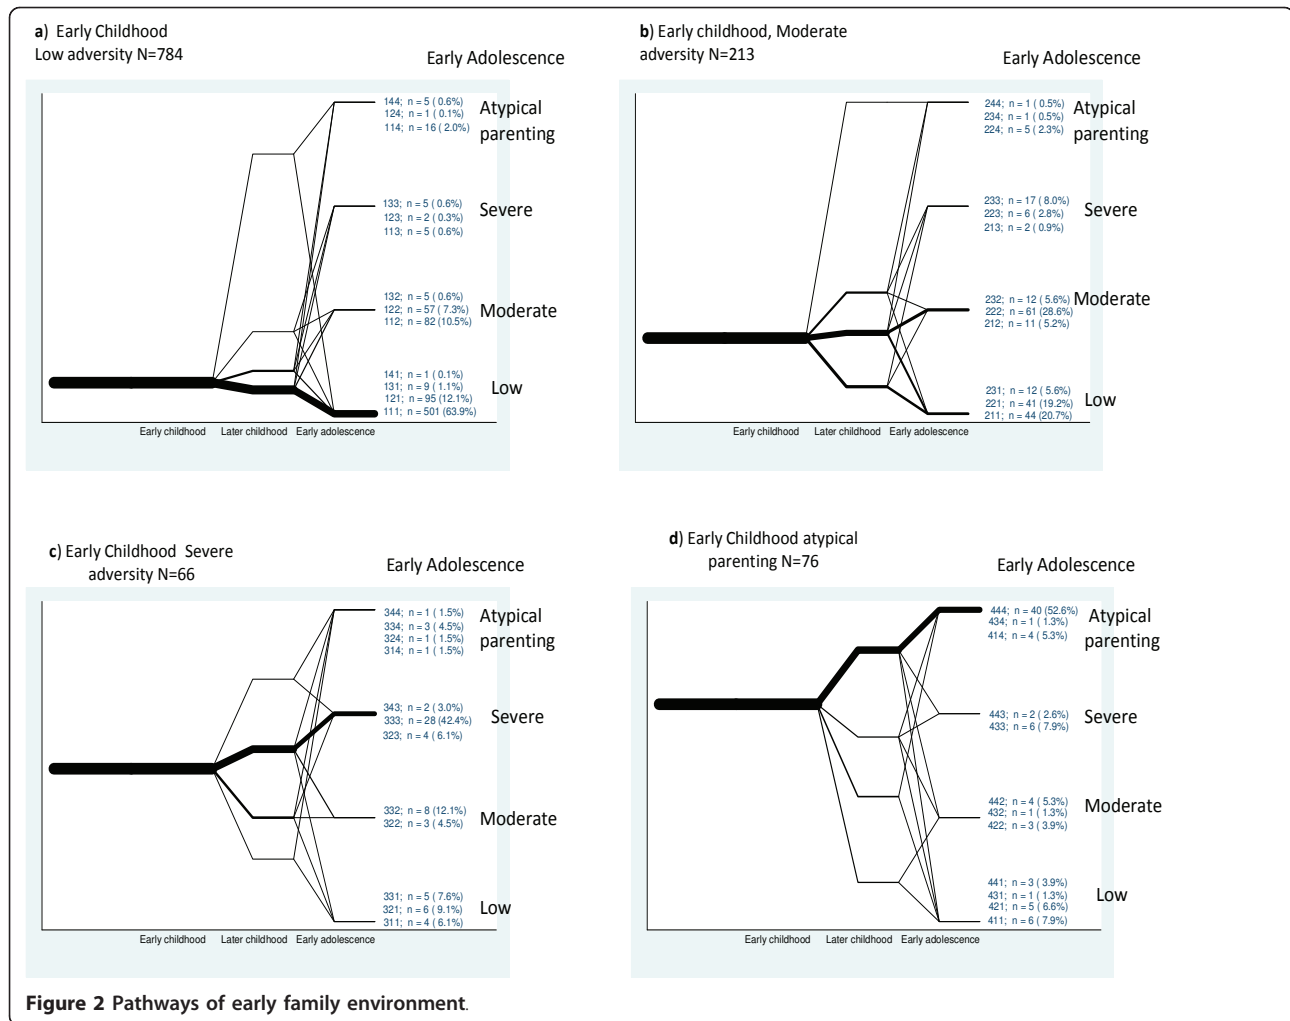 a) Early Childhood
Low adversity N=784
Early Adolescence
144; n = 5 ( 0.6%)
124; n = 1 ( 0.1%)
114; n = 16 ( 2.0%)
Atypical
parenting
133; n = 5 ( 0.6%)
123; n = 2 ( 0.3%)
113; n = 5 ( 0.6%)
Severe
132; n = 5 ( 0.6%)
122; n = 57 ( 7.3%)
112; n = 82 (10.5%)
Moderate
141; n = 1 ( 0.1%)
131; n = 9 ( 1.1%)
121; n = 95 (12.1%)
111; n = 501 (63.9%)
Low
Early childhood Later childhood Early adolescence
b) Early childhood, Moderate
adversity N=213
Early Adolescence
244; n = 1 ( 0.5%)
234; n = 1 ( 0.5%)
224; n = 5 ( 2.3%)
Atypical
parenting
233; n = 17 ( 8.0%)
223; n = 6 ( 2.8%)
213; n = 2 ( 0.9%)
Severe
232; n = 12 ( 5.6%)
222; n = 61 (28.6%)
212; n = 11 ( 5.2%)
Moderate
231; n = 12 ( 5.6%)
221; n = 41 (19.2%)
211; n = 44 (20.7%)
Low
Early childhood Later childhood Early adolescence
c) Early Childhood Severe
adversity N=66
Early Adolescence
344; n = 1 ( 1.5%)
334; n = 3 ( 4.5%)
324; n = 1 ( 1.5%)
314; n = 1 ( 1.5%)
Atypical
parenting
343; n = 2 ( 3.0%)
333; n = 28 (42.4%)
323; n = 4 ( 6.1%)
Severe
332; n = 8 (12.1%)
322; n = 3 ( 4.5%)
Moderate
331; n = 5 ( 7.6%)
321; n = 6 ( 9.1%)
311; n = 4 ( 6.1%)
Low
Early childhood Later childhood Early adolescence
d) Early Childhood atypical
parenting N=76
Early Adolescence
444; n = 40 (52.6%)
434; n = 1 ( 1.3%)
414; n = 4 ( 5.3%)
Atypical
parenting
443; n = 2 ( 2.6%)
433; n = 6 ( 7.9%)
Severe
442; n = 4 ( 5.3%)
432; n = 1 ( 1.3%)
422; n = 3 ( 3.9%)
Moderate
441; n = 3 ( 3.9%)
431; n = 1 ( 1.3%)
421; n = 5 ( 6.6%)
411; n = 6 ( 7.9%)
Low
Early childhood Later childhood Early adolescence
Figure 2 Pathways of early family environment.